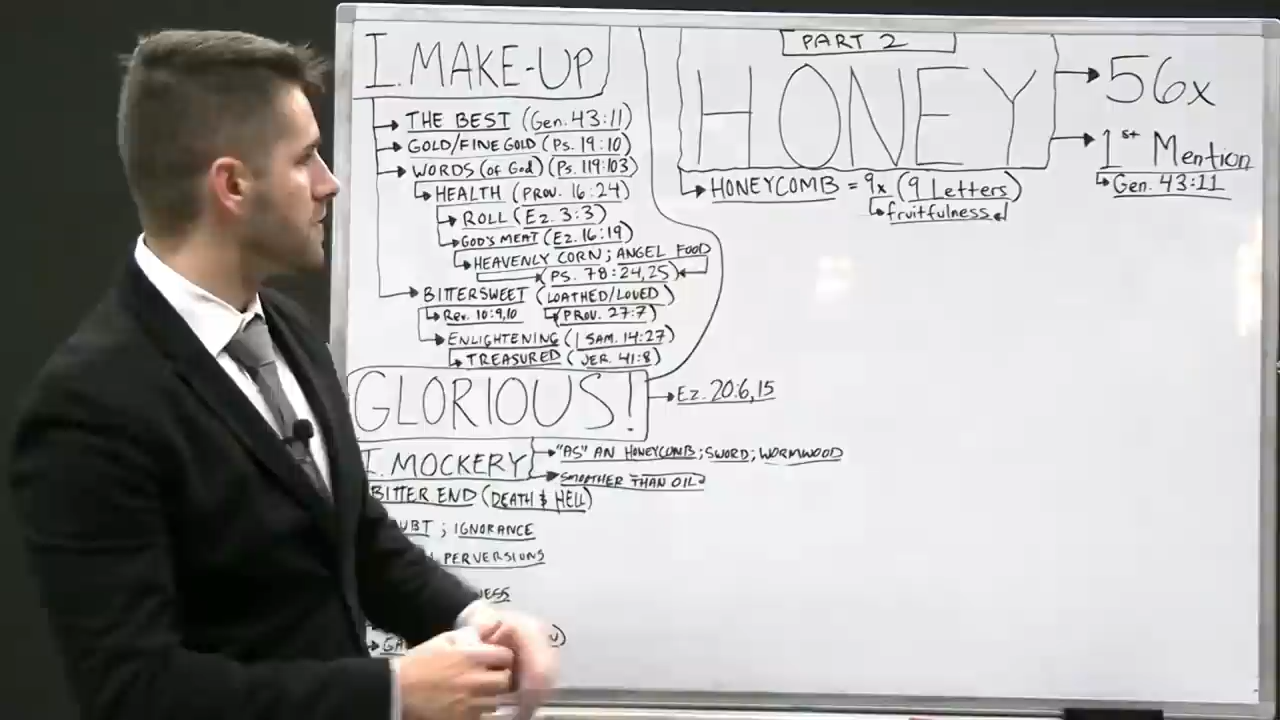 I. MAKE-UP
THE BEST (Gen. 43:11)
GOLD/FINE GOLD (Ps. 19:10)
WORDS (of God) (Ps. 119:103)
HEALTH (PROV. 16:24)
ROLL (Ez. 3:3)
GOD'S MEAT (Ez. 16:19)
HEAVENLY CORN; ANGEL FOOD
(PS. 78:24,25)
BITTERSWEET (LOATHED/LOVED)
Rev. 10:9,10 (PROV. 27:7)
ENLIGHTENING (1 SAM. 14:27)
TREASURED (JER. 41:8)
GLORIOUS!
Ez. 20:6,15
I. MOCKERY
"AS" AN HONEYCOMB; SWORD; WORMWOOD
SMOOTHER THAN OIL
BITTER END (DEATH & HELL)
; IGNORANCE
PERVERSIONS
PART 2
HONEY
56x
1st Mention
Gen. 43:11
HONEYCOMB = 9x (9 Letters)
fruitfulness